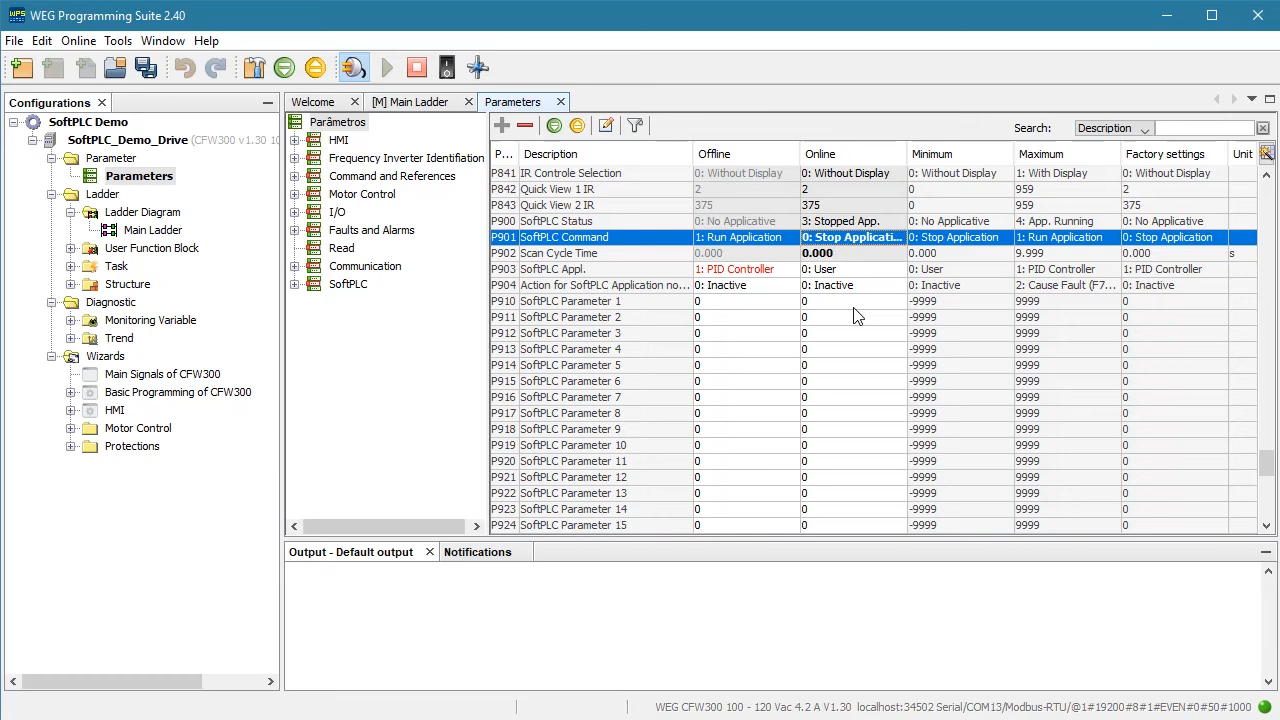 WEG Programming Suite 2.40
File Edit Online Tools Window Help
Configurations
SoftPLC Demo
SoftPLC_Demo_Drive (CFW300 v1.30 10
Parameter
Parameters
Ladder
Ladder Diagram
Main Ladder
User Function Block
Task
Structure
Diagnostic
Monitoring Variable
Trend
Wizards
Main Signals of CFW300
Basic Programming of CFW300
HMI
Motor Control
Protections
Welcome [M] Main Ladder Parameters
Parâmetros
HMI
Frequency Inverter Identifiation
Command and References
Motor Control
I/O
Faults and Alarms
Read
Communication
SoftPLC
Search: Description
P... Description Offline Online Minimum Maximum Factory settings Unit
P841 IR Controle Selection 0: Without Display 0: Without Display 0: Without Display 1: With Display 0: Without Display
P842 Quick View 1 IR 2 2 0 959 2
P843 Quick View 2 IR 375 375 0 959 375
P900 SoftPLC Status 0: No Applicative 3: Stopped App. 0: No Applicative 4: App. Running 0: No Applicative
P901 SoftPLC Command 1: Run Application 0: Stop Applicati... 0: Stop Application 1: Run Application 0: Stop Application
P902 Scan Cycle Time 0.000 0.000 0.000 9.999 0.000 s
P903 SoftPLC Appl. 1: PID Controller 0: User 0: User 1: PID Controller 1: PID Controller
P904 Action for SoftPLC Application no... 0: Inactive 0: Inactive 0: Inactive 2: Cause Fault (F7... 0: Inactive
P910 SoftPLC Parameter 1 0 0 -9999 9999 0
P911 SoftPLC Parameter 2 0 0 -9999 9999 0
P912 SoftPLC Parameter 3 0 0 -9999 9999 0
P913 SoftPLC Parameter 4 0 0 -9999 9999 0
P914 SoftPLC Parameter 5 0 0 -9999 9999 0
P915 SoftPLC Parameter 6 0 0 -9999 9999 0
P916 SoftPLC Parameter 7 0 0 -9999 9999 0
P917 SoftPLC Parameter 8 0 0 -9999 9999 0
P918 SoftPLC Parameter 9 0 0 -9999 9999 0
P919 SoftPLC Parameter 10 0 0 -9999 9999 0
P920 SoftPLC Parameter 11 0 0 -9999 9999 0
P921 SoftPLC Parameter 12 0 0 -9999 9999 0
P922 SoftPLC Parameter 13 0 0 -9999 9999 0
P923 SoftPLC Parameter 14 0 0 -9999 9999 0
P924 SoftPLC Parameter 15 0 0 -9999 9999 0
Output - Default output Notifications
WEG CFW300 100 - 120 Vac 4.2 A V1.30 localhost:34502 Serial/COM13/Modbus-RTU/@1#19200#8#1#EVEN#0#50#1000